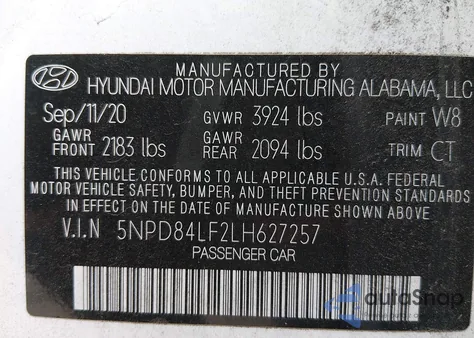 MANUFACTURED BY
HYUNDAI MOTOR MANUFACTURING ALABAMA, LLC
Sep/11/20 GVWR 3924 lbs PAINT W8
GAWR FRONT 2183 lbs GAWR REAR 2094 lbs TRIM CT
THIS VEHICLE CONFORMS TO ALL APPLICABLE U.S.A. FEDERAL
MOTOR VEHICLE SAFETY, BUMPER, AND THEFT PREVENTION STANDARDS
IN EFFECT ON THE DATE OF MANUFACTURE SHOWN ABOVE.
V.I.N 5NPD84LF2LH627257
PASSENGER CAR
autoSnap